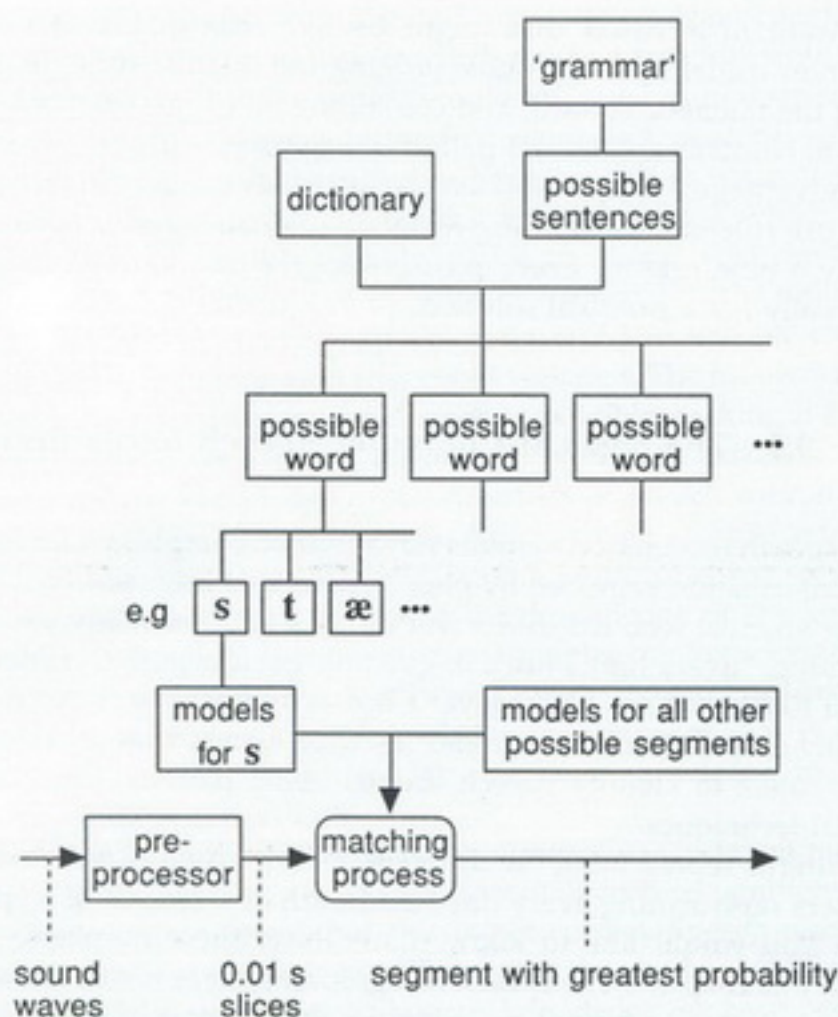 'grammar'
dictionary
possible
sentences
possible
word
possible
word
possible
word
...
e.g
s
t
æ
...
models
for s
models for all other
possible segments
pre-
processor
matching
process
sound
waves
0.01 s
slices
segment with greatest probability